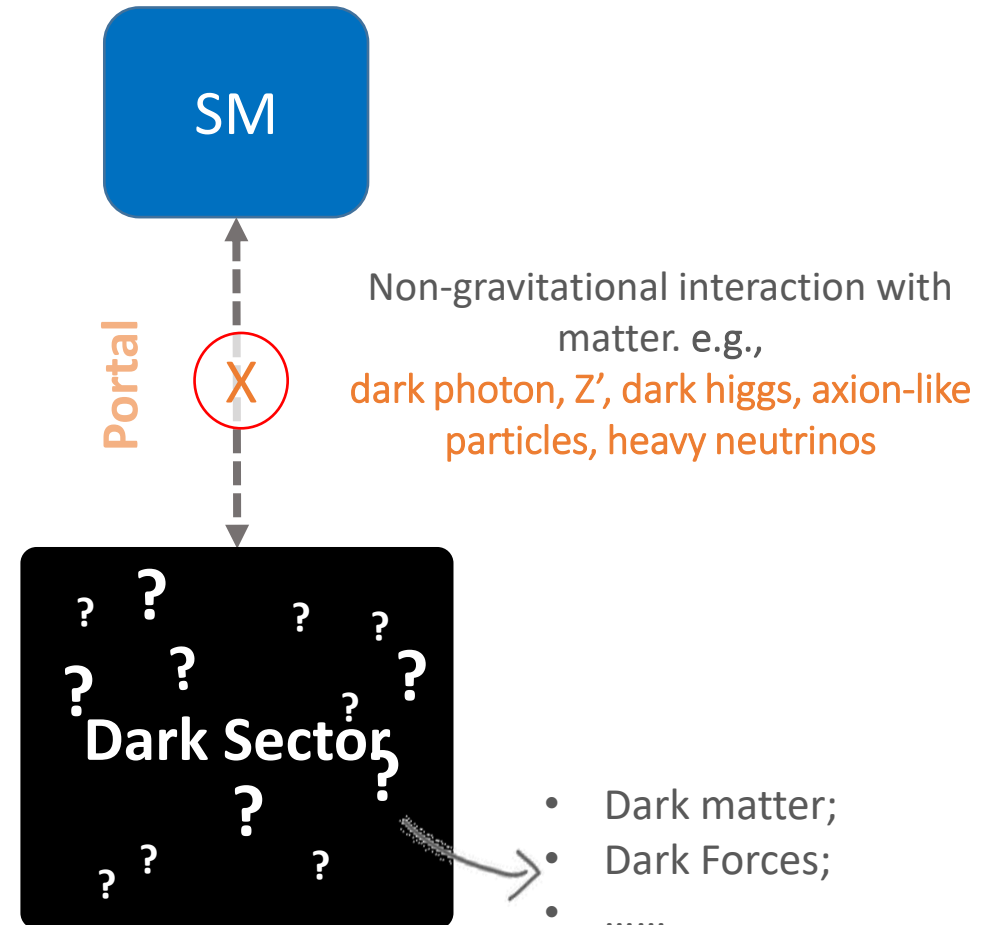 SM
Portal
X
Non-gravitational interaction with
matter. e.g.,
dark photon, Z’, dark higgs, axion-like
particles, heavy neutrinos
? ? ? ?
? ? ?
?
Dark Sector
?
?
? ? ?
• Dark matter;
• Dark Forces;
• ......